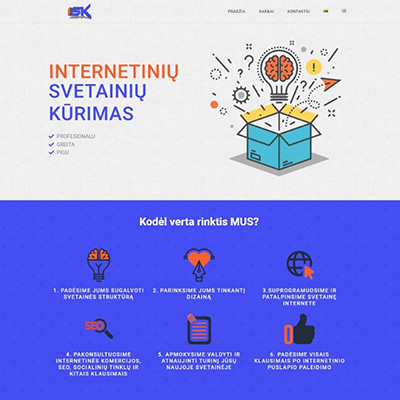 ISK
PRADŽIA DARBAI KONTAKTAI
INTERNETINIŲ
SVETAINIŲ
KŪRIMAS
PROFESIONALU
GREITA
PIGU
Kodėl verta rinktis MUS?
1. PADĖSIME JUMS SUGALVOTI
SVETAINĖS STRUKTŪRĄ
2. PARINKSIME JUMS TINKANTĮ
DIZAINĄ
3.SUPROGRAMUOSIME IR
PATALPINSIME SVETAINĘ
INTERNETE
SEO
4. PAKONSULTUOSIME
INTERNETINĖS KOMERCIJOS,
SEO, SOCIALINIŲ TINKLŲ IR
KITAIS KLAUSIMAIS
5. APMOKYSIME VALDYTI IR
ATNAUJINTI TURINĮ JŪSŲ
NAUJOJE SVETAINĖJE
6. PADĖSIME VISAIS
KLAUSIMAIS PO INTERNETINIO
PUSLAPIO PALEIDIMO